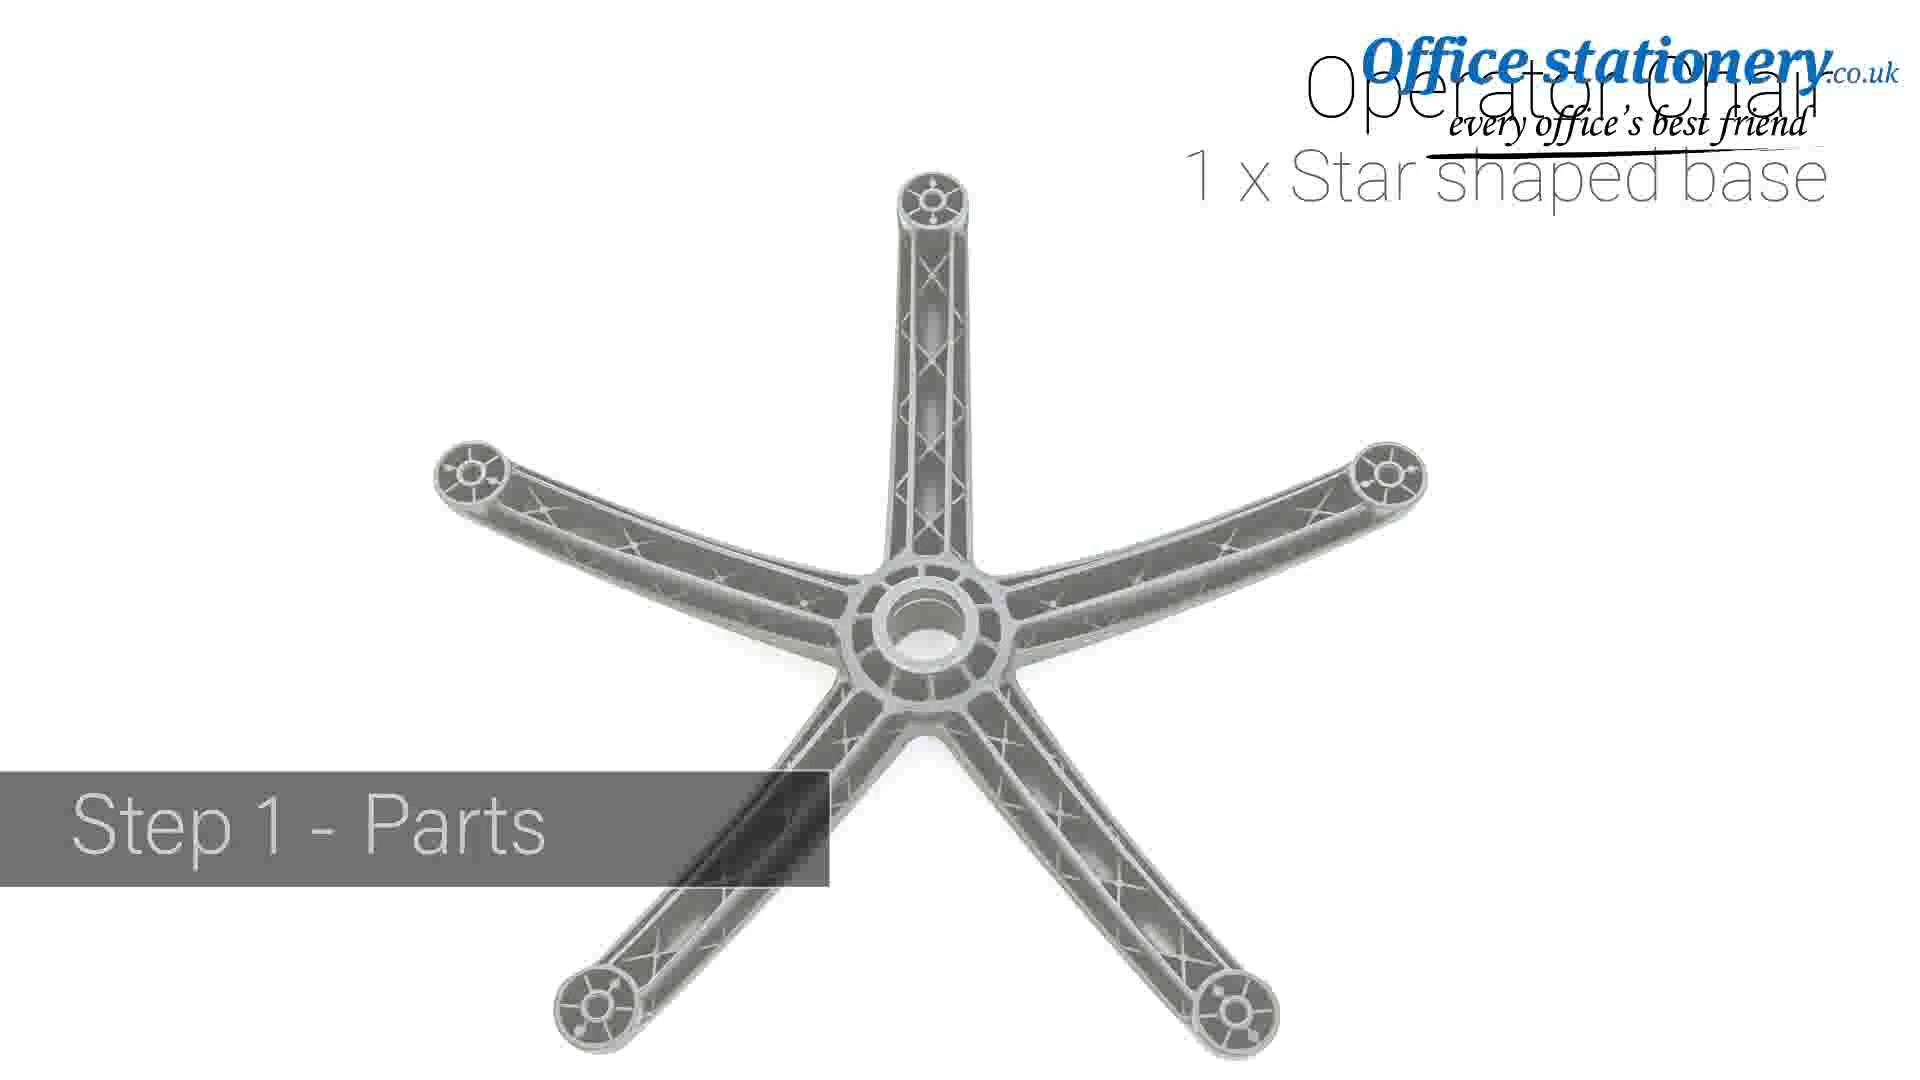 Office stationery.co.uk
Operator Chair
every office's best friend
1 x Star shaped base
Step 1 - Parts